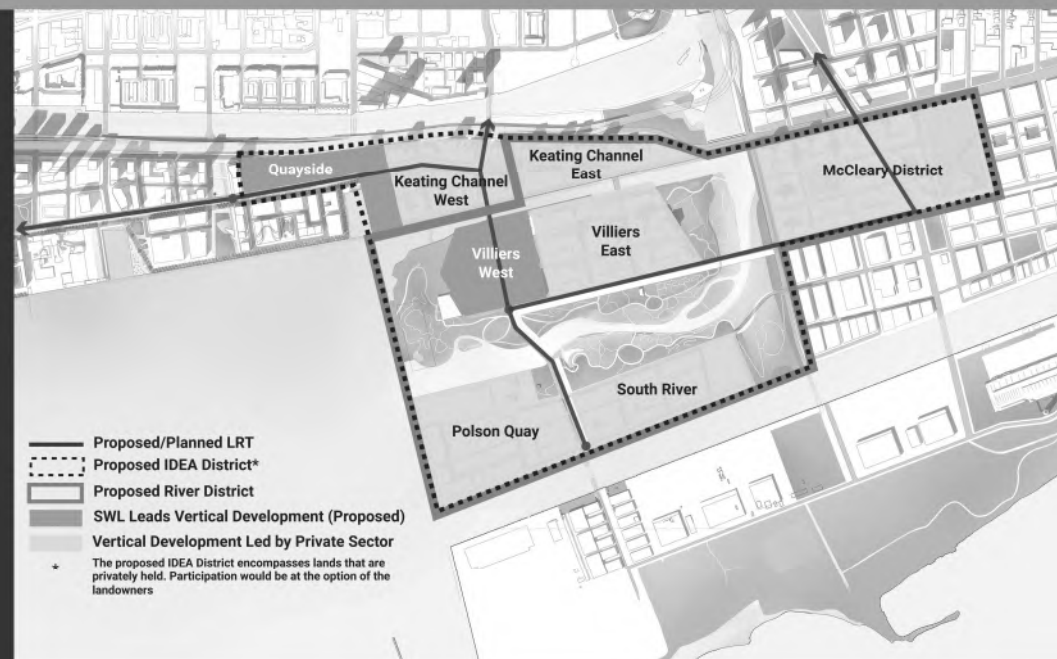 Quayside
Keating Channel
West
Keating Channel
East
McCleary District
Villiers
West
Villiers
East
South River
Polson Quay
Proposed/Planned LRT
Proposed IDEA District*
Proposed River District
SWL Leads Vertical Development (Proposed)
Vertical Development Led by Private Sector
* The proposed IDEA District encompasses lands that are
privately held. Participation would be at the option of the
landowners